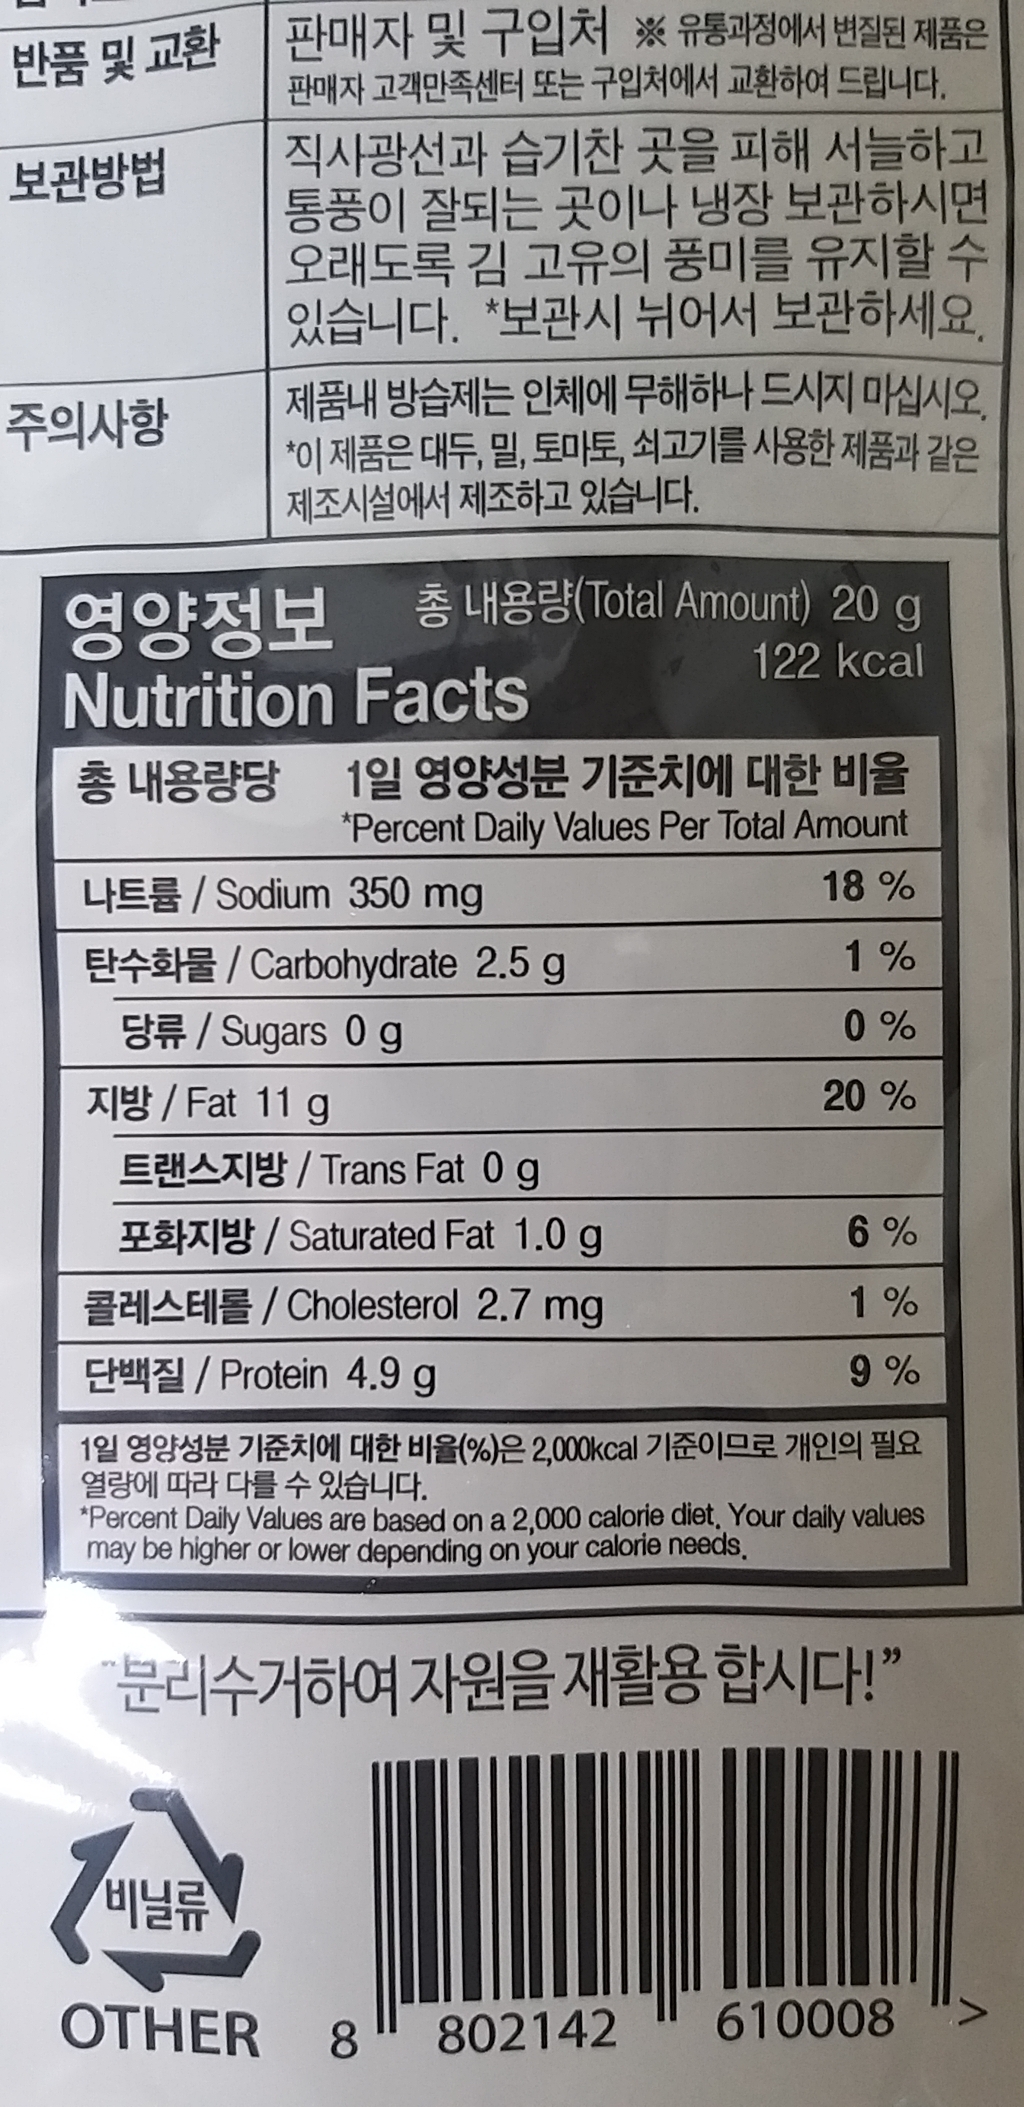 반품 및 교환
판매자 및 구입처 ※ 유통과정에서 변질된 제품은
판매자 고객만족센터 또는 구입처에서 교환하여 드립니다.
보관방법
직사광선과 습기찬 곳을 피해 서늘하고
통풍이 잘되는 곳이나 냉장 보관하시면
오래도록 김 고유의 풍미를 유지할 수
있습니다. *보관시 뉘어서 보관하세요.
주의사항
제품내 방습제는 인체에 무해하나 드시지 마십시오.
*이 제품은 대두, 밀, 토마토, 쇠고기를 사용한 제품과 같은
제조시설에서 제조하고 있습니다.
영양정보 총 내용량(Total Amount) 20 g
122 kcal
Nutrition Facts
총 내용량당 1일 영양성분 기준치에 대한 비율
*Percent Daily Values Per Total Amount
나트륨 / Sodium 350 mg 18 %
탄수화물 / Carbohydrate 2.5 g 1 %
당류 / Sugars 0 g 0 %
지방 / Fat 11 g 20 %
트랜스지방 / Trans Fat 0 g
포화지방 / Saturated Fat 1.0 g 6 %
콜레스테롤 / Cholesterol 2.7 mg 1 %
단백질 / Protein 4.9 g 9 %
1일 영양성분 기준치에 대한 비율(%)은 2,000kcal 기준이므로 개인의 필요
열량에 따라 다를 수 있습니다.
*Percent Daily Values are based on a 2,000 calorie diet. Your daily values
may be higher or lower depending on your calorie needs.
"분리수거하여 자원을 재활용 합시다!"
비닐류
OTHER
8 802142 610008 >